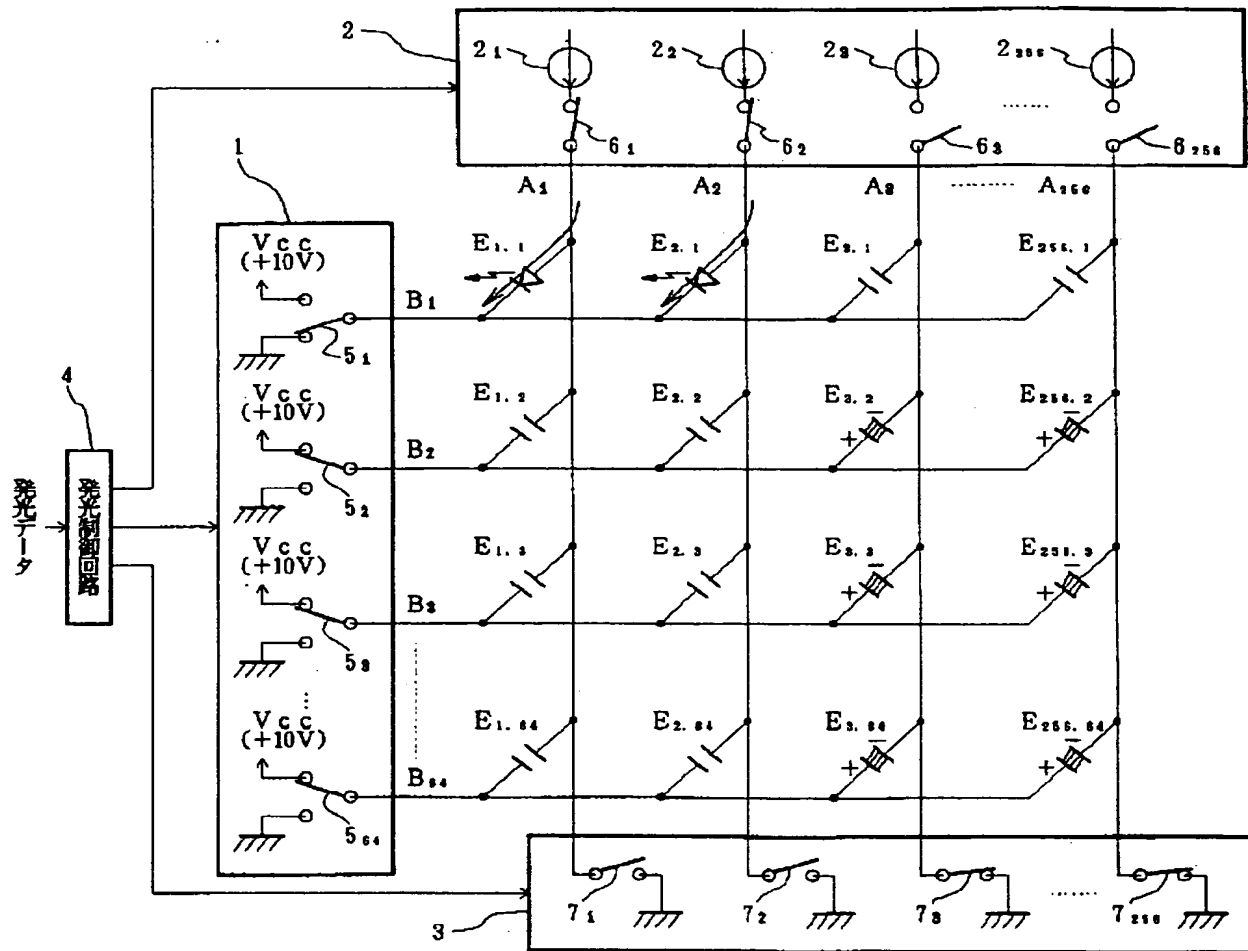 2
2₁ 2₂ 2₃ 2₂₅₆
6₁ 6₂ 6₃ 6₂₅₆
A₁ A₂ A₃ A₂₅₆
1
Vcc
(+10V)
B₁
5₁
E₁.₁ E₂.₁ E₃.₁ E₂₅₆.₁
4
発光データ
発光制御回路
Vcc
(+10V)
B₂
5₂
E₁.₂ E₂.₂ E₃.₂ E₂₅₆.₂
+ − + −
Vcc
(+10V)
B₃
5₃
E₁.₃ E₂.₃ E₃.₃ E₂₅₆.₃
+ − + −
Vcc
(+10V)
B₆₄
5₆₄
E₁.₆₄ E₂.₆₄ E₃.₆₄ E₂₅₆.₆₄
+ − + −
7₁ 7₂ 7₃ 7₂₅₆
3